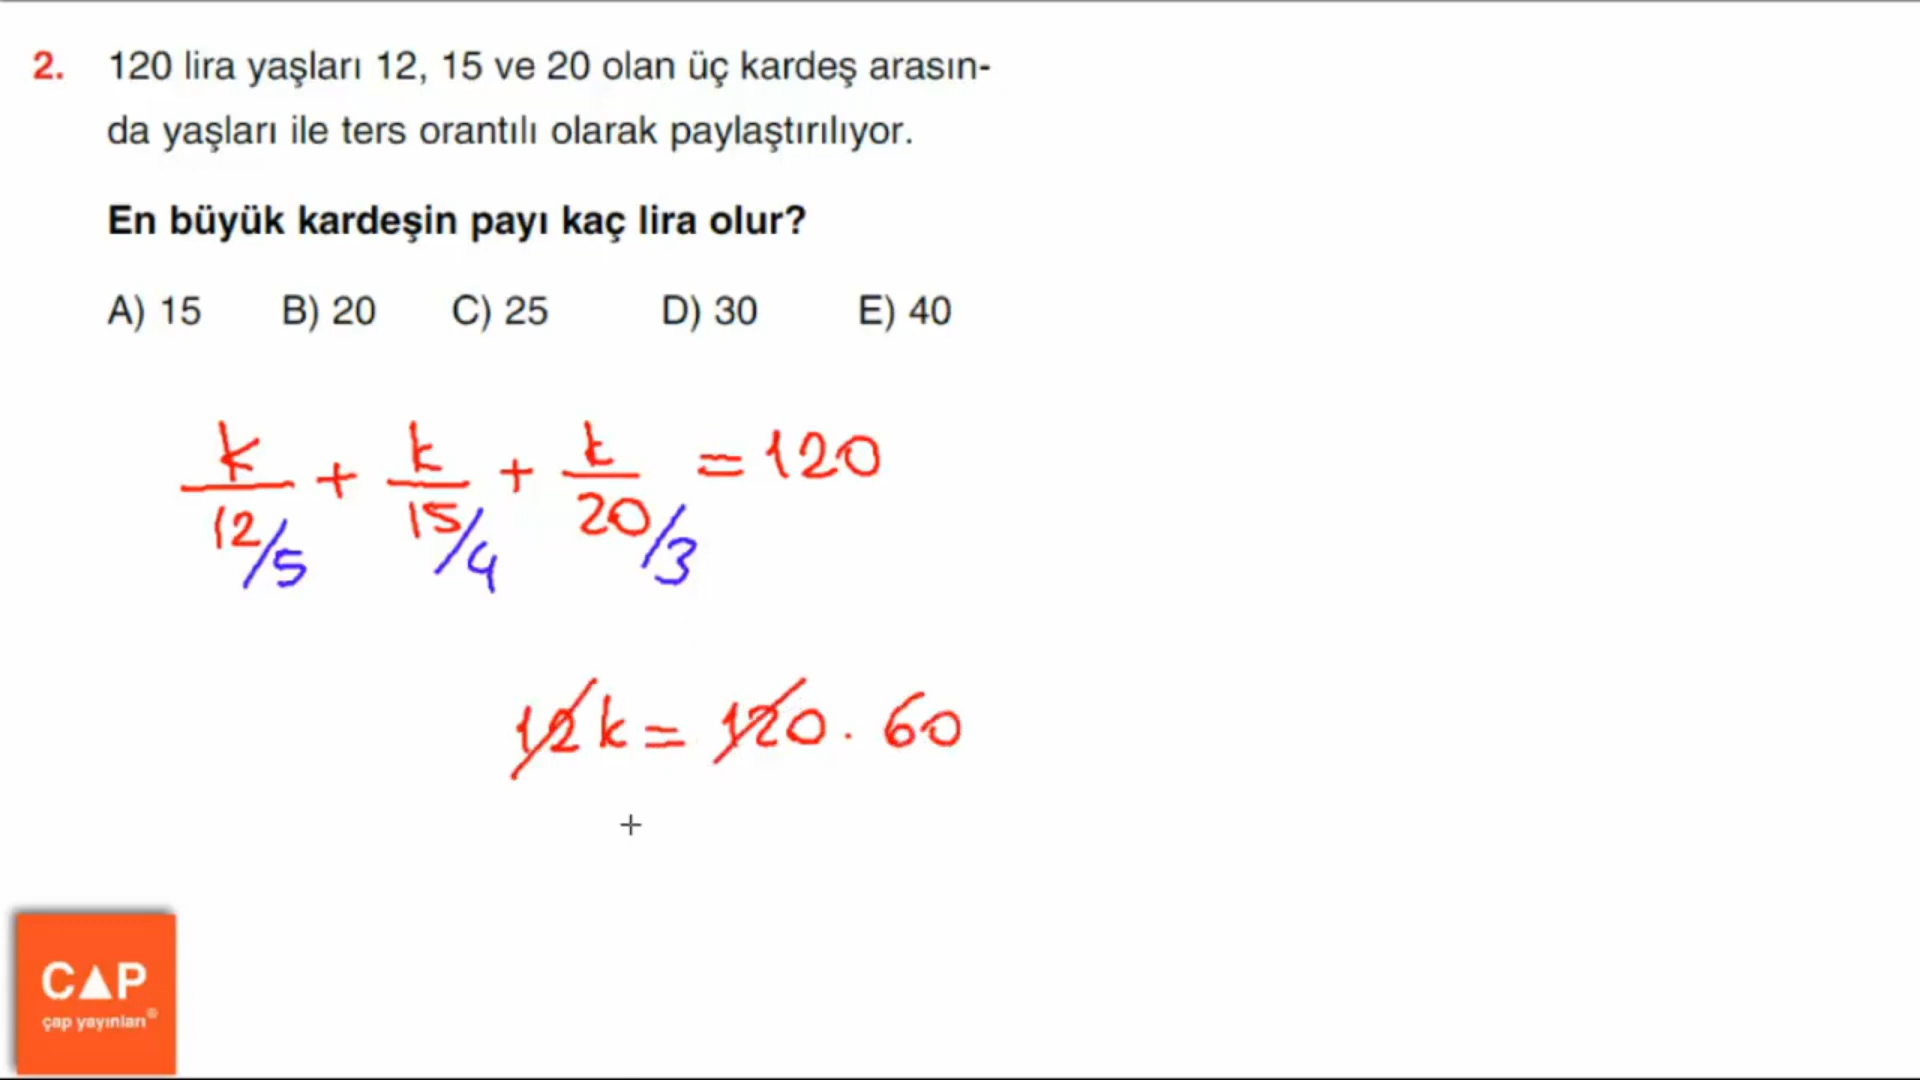 2. 120 lira yaşları 12, 15 ve 20 olan üç kardeş arasın-
da yaşları ile ters orantılı olarak paylaştırılıyor.
En büyük kardeşin payı kaç lira olur?
A) 15 B) 20 C) 25 D) 30 E) 40
k/12 + k/15 + k/20 = 120
/5 /4 /3
12k = 120 . 60
CAP
çap yayınları®